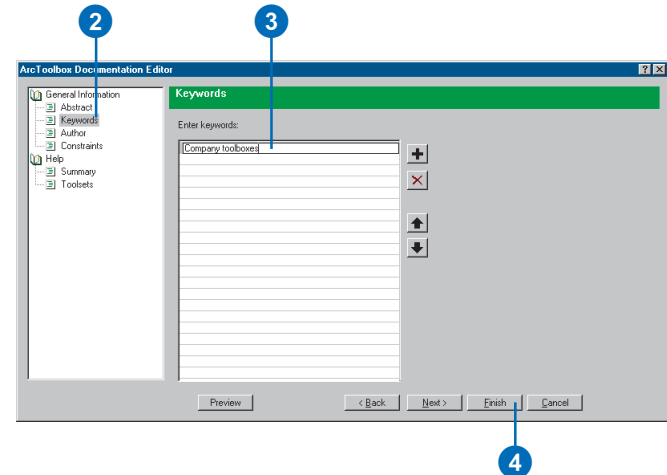 2 3
ArcToolbox Documentation Editor
General Information
Abstract
Keywords
Author
Constraints
Help
Summary
Toolsets
Keywords
Enter keywords:
Company toolboxes
Preview < Back Next > Finish Cancel
4